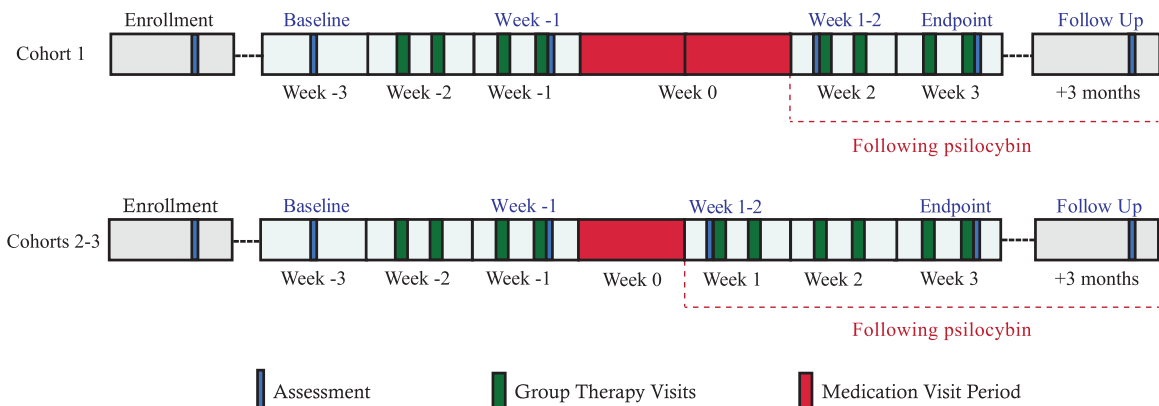 Enrollment Baseline Week -1 Week 1-2 Endpoint Follow Up
Cohort 1
Week -3 Week -2 Week -1 Week 0 Week 2 Week 3 +3 months
Following psilocybin
Enrollment Baseline Week -1 Week 1-2 Endpoint Follow Up
Cohorts 2-3
Week -3 Week -2 Week -1 Week 0 Week 1 Week 2 Week 3 +3 months
Following psilocybin
Assessment Group Therapy Visits Medication Visit Period